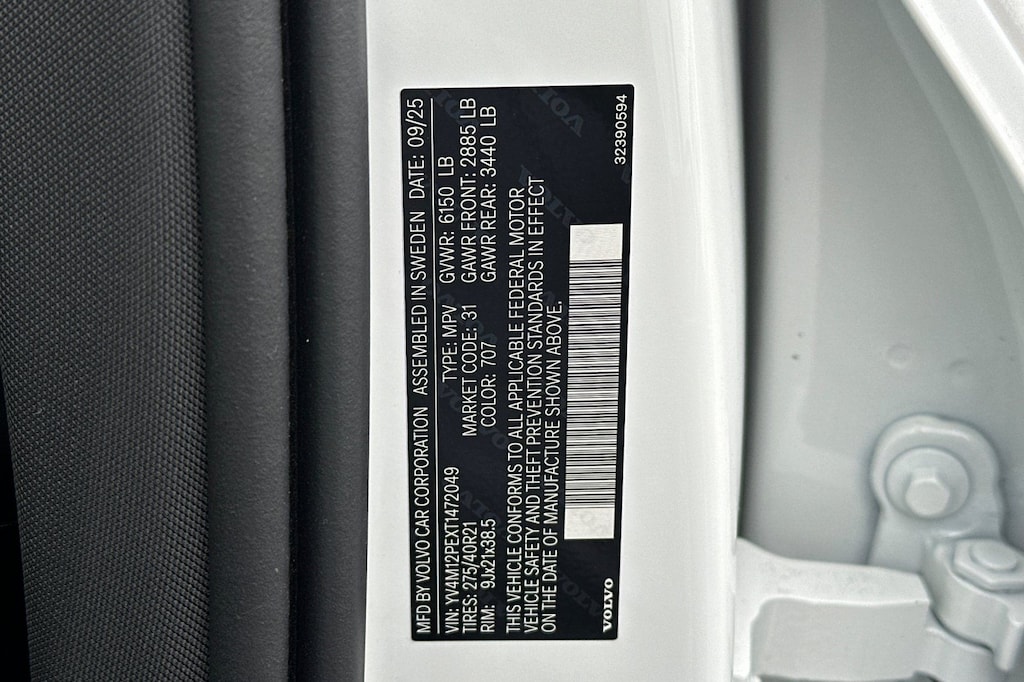 MFD BY VOLVO CAR CORPORATION ASSEMBLED IN SWEDEN DATE: 09/25
VIN: YV4M12PEXT1472049 TYPE: MPV GVWR: 6150 LB
TIRES: 275/40R21 MARKET CODE: 31 GAWR FRONT: 2885 LB
RIM: 9Jx21x38.5 COLOR: 707 GAWR REAR: 3440 LB
THIS VEHICLE CONFORMS TO ALL APPLICABLE FEDERAL MOTOR
VEHICLE SAFETY AND THEFT PREVENTION STANDARDS IN EFFECT
ON THE DATE OF MANUFACTURE SHOWN ABOVE.
VOLVO 32390594